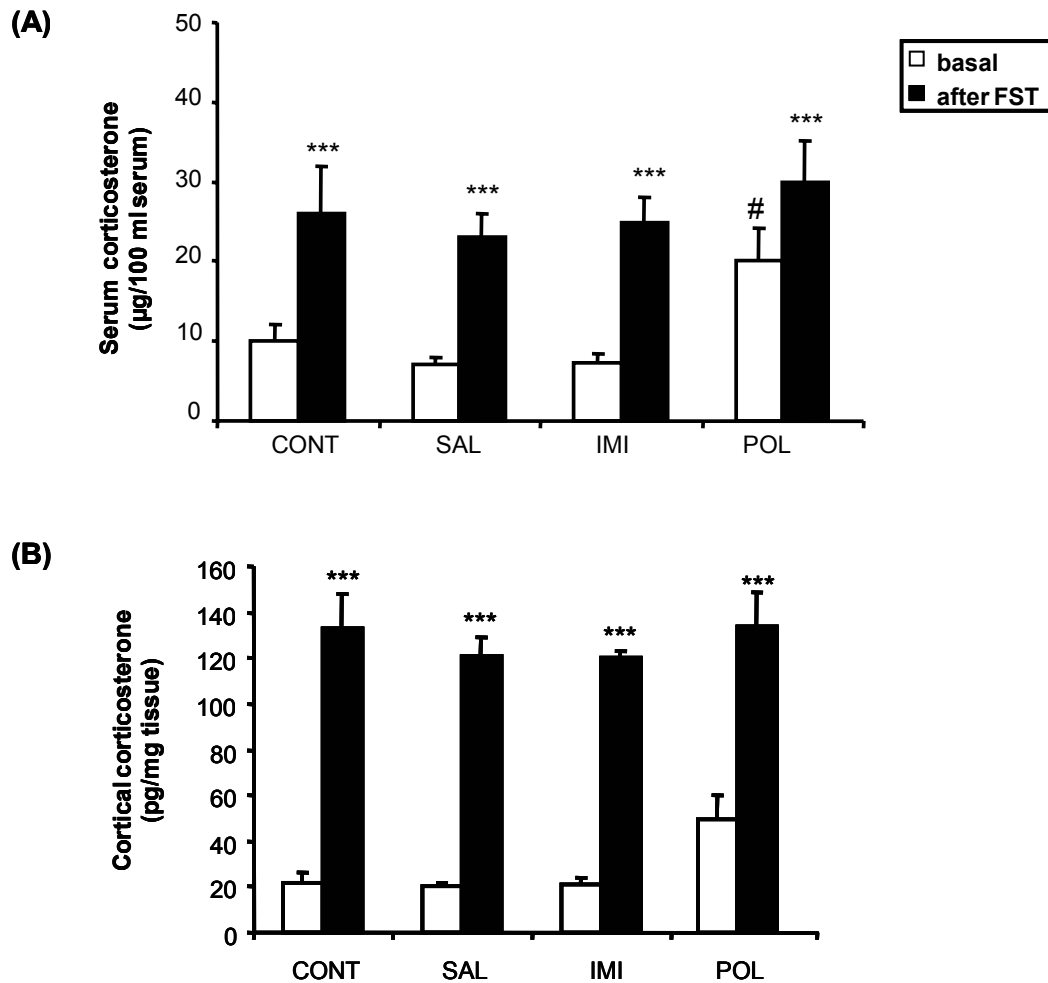 (A)
50
40
30
20
10
0
Serum corticosterone
(µg/100 ml serum)
***
***
***
#
***
CONT SAL IMI POL
basal
after FST
(B)
160
140
120
100
80
60
40
20
0
Cortical corticosterone
(pg/mg tissue)
***
***
***
***
CONT SAL IMI POL